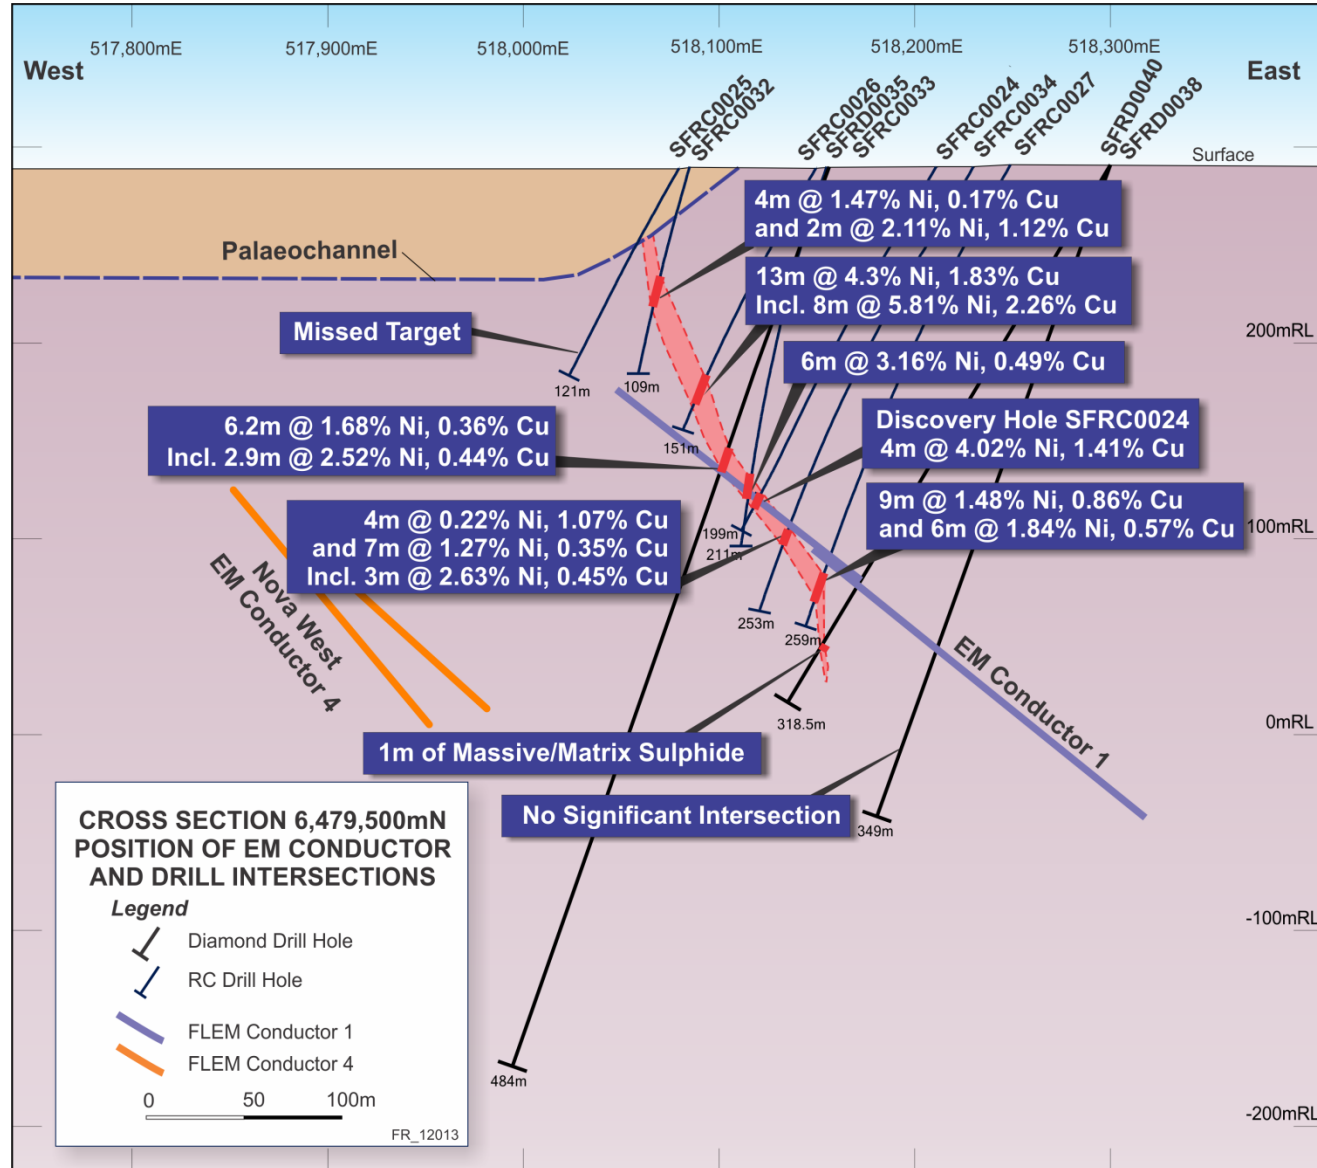 517,800mE
517,900mE
518,000mE
518,100mE
518,200mE
518,300mE
West
East
SFRC0025
SFRC0032
SFRC0026
SFRD0035
SFRC0033
SFRC0024
SFRC0034
SFRC0027
SFRD0040
SFRD0038
Surface
4m @ 1.47% Ni, 0.17% Cu
and 2m @ 2.11% Ni, 1.12% Cu
Palaeochannel
13m @ 4.3% Ni, 1.83% Cu
Incl. 8m @ 5.81% Ni, 2.26% Cu
Missed Target
200mRL
6m @ 3.16% Ni, 0.49% Cu
121m
109m
6.2m @ 1.68% Ni, 0.36% Cu
Incl. 2.9m @ 2.52% Ni, 0.44% Cu
151m
Discovery Hole SFRC0024
4m @ 4.02% Ni, 1.41% Cu
9m @ 1.48% Ni, 0.86% Cu
and 6m @ 1.84% Ni, 0.57% Cu
100mRL
4m @ 0.22% Ni, 1.07% Cu
and 7m @ 1.27% Ni, 0.35% Cu
Incl. 3m @ 2.63% Ni, 0.45% Cu
199m
211m
Nova West
EM Conductor 4
253m
259m
EM Conductor 1
318.5m
0mRL
1m of Massive/Matrix Sulphide
No Significant Intersection
349m
CROSS SECTION 6,479,500mN
POSITION OF EM CONDUCTOR
AND DRILL INTERSECTIONS
Legend
Diamond Drill Hole
RC Drill Hole
FLEM Conductor 1
FLEM Conductor 4
0 50 100m
FR_12013
-100mRL
484m
-200mRL